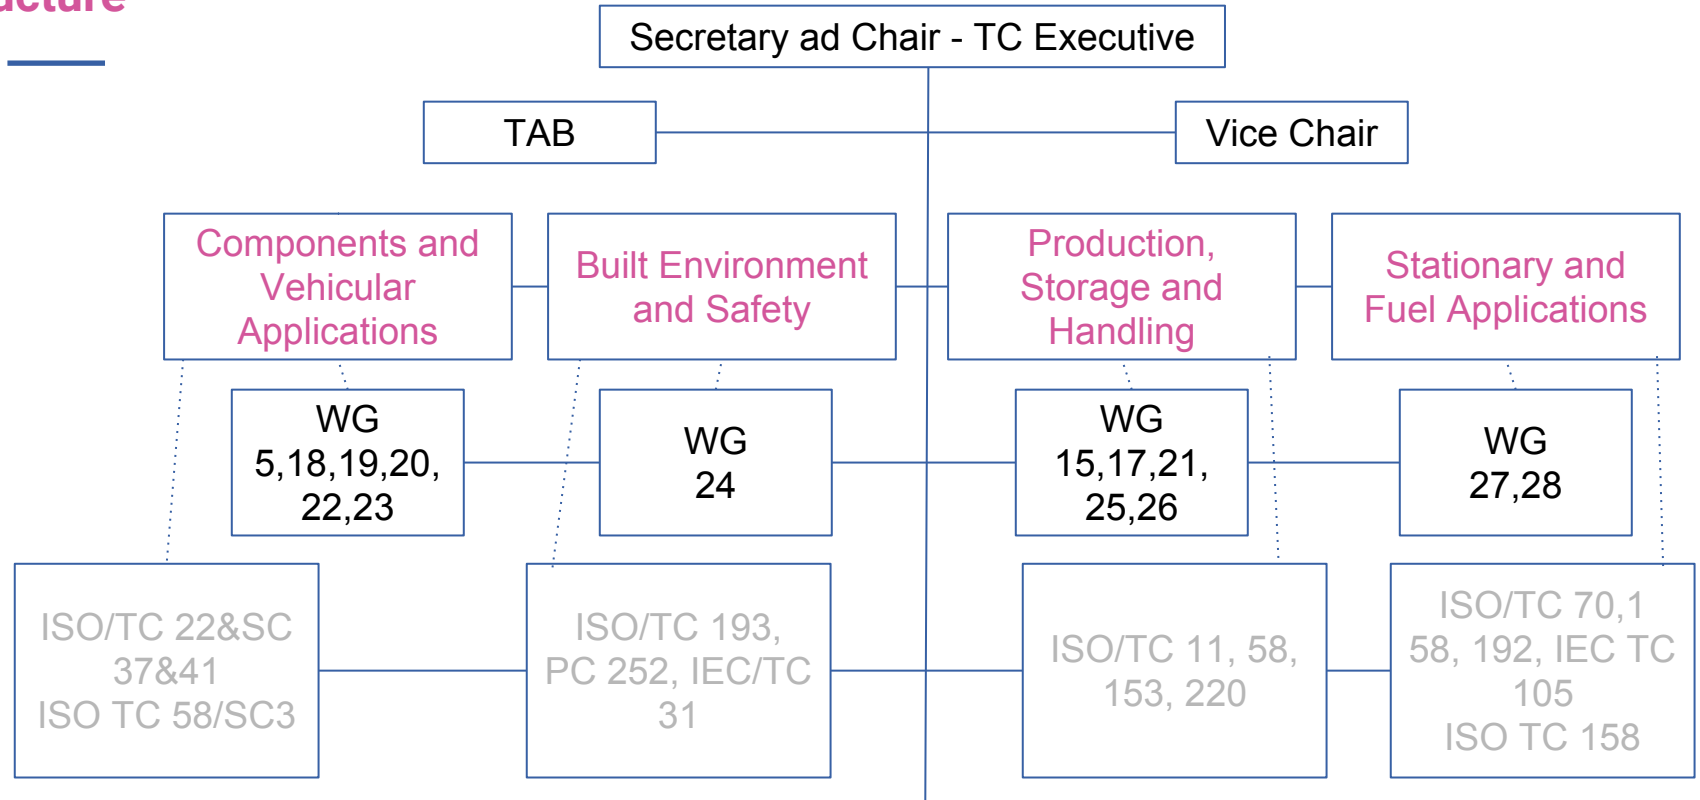 Secretary ad Chair - TC Executive
TAB
Vice Chair
Components and
Vehicular
Applications
Built Environment
and Safety
Production,
Storage and
Handling
Stationary and
Fuel Applications
WG
5,18,19,20,
22,23
WG
24
WG
15,17,21,
25,26
WG
27,28
ISO/TC 22&SC
37&41
ISO TC 58/SC3
ISO/TC 193,
PC 252, IEC/TC
31
ISO/TC 11, 58,
153, 220
ISO/TC 70,1
58, 192, IEC TC
105
ISO TC 158